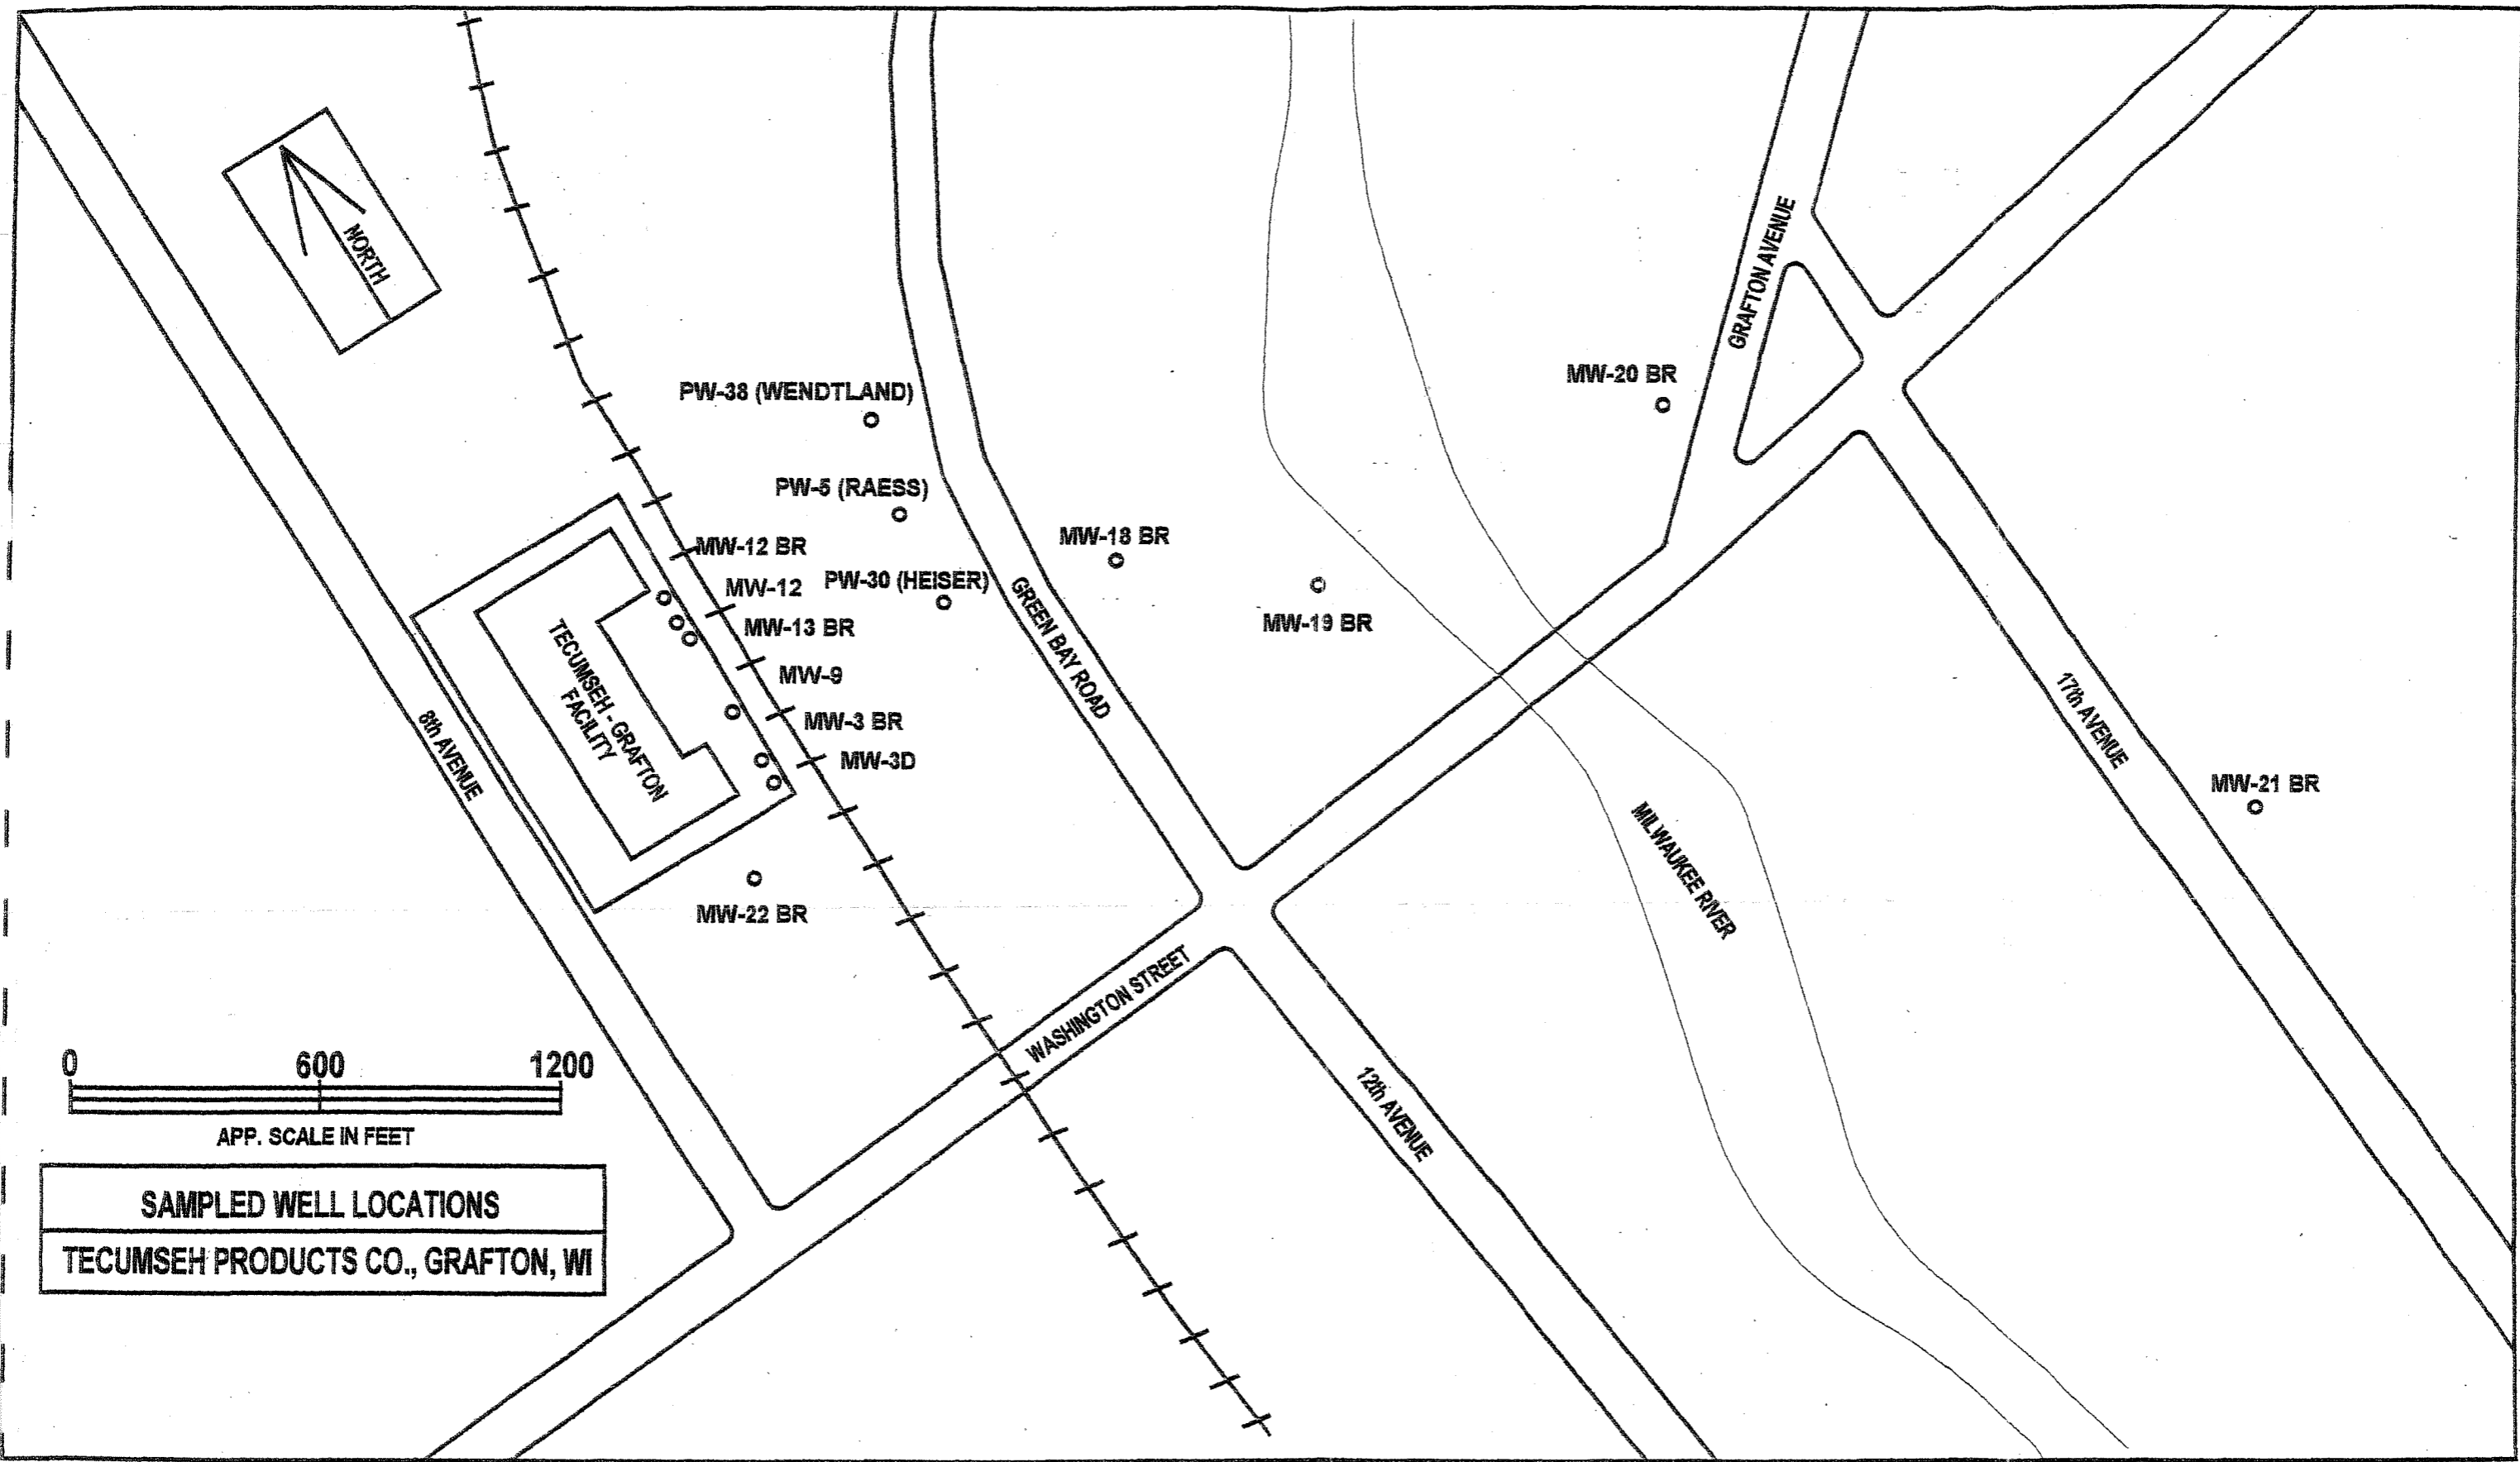 NORTH
GRAFTON AVENUE
PW-38 (WENDTLAND)
MW-20 BR
PW-5 (RAESS)
MW-12 BR
MW-18 BR
MW-12
PW-30 (HEISER)
MW-13 BR
MW-19 BR
GREEN BAY ROAD
MW-9
TECUMSEH - GRAFTON
FACILITY
MW-3 BR
MW-3D
8th AVENUE
17th AVENUE
MW-21 BR
MILWAUKEE RIVER
MW-22 BR
WASHINGTON STREET
12th AVENUE
0 600 1200
APP. SCALE IN FEET
SAMPLED WELL LOCATIONS
TECUMSEH PRODUCTS CO., GRAFTON, WI